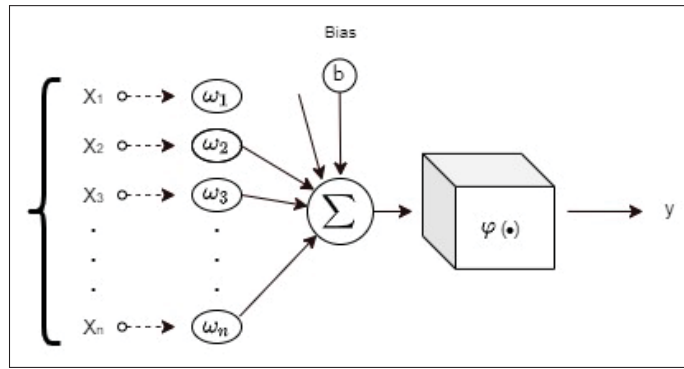 Bias
b
X₁ ω₁
X₂ ω₂
X₃ ω₃
Σ
φ (•)
y
. .
. .
. .
Xₙ ωₙ